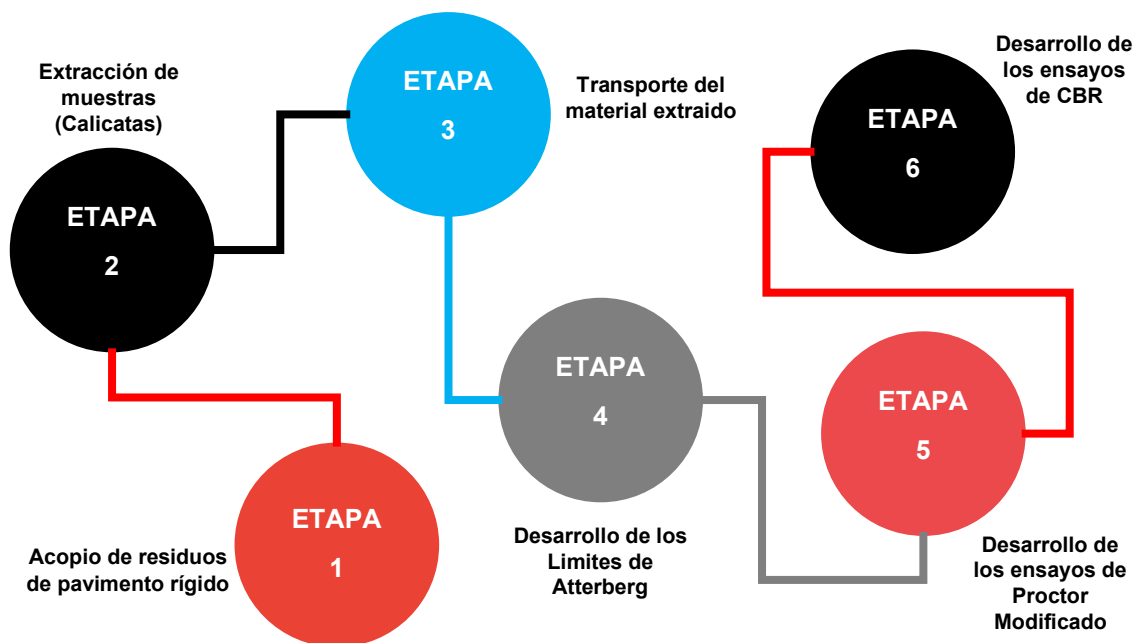 Extracción de
muestras
(Calicatas)
ETAPA
2
ETAPA
3
Transporte del
material extraido
Desarrollo de
los ensayos
de CBR
ETAPA
6
ETAPA
1
Acopio de residuos
de pavimento rígido
ETAPA
4
Desarrollo de los
Limites de
Atterberg
ETAPA
5
Desarrollo de
los ensayos de
Proctor
Modificado